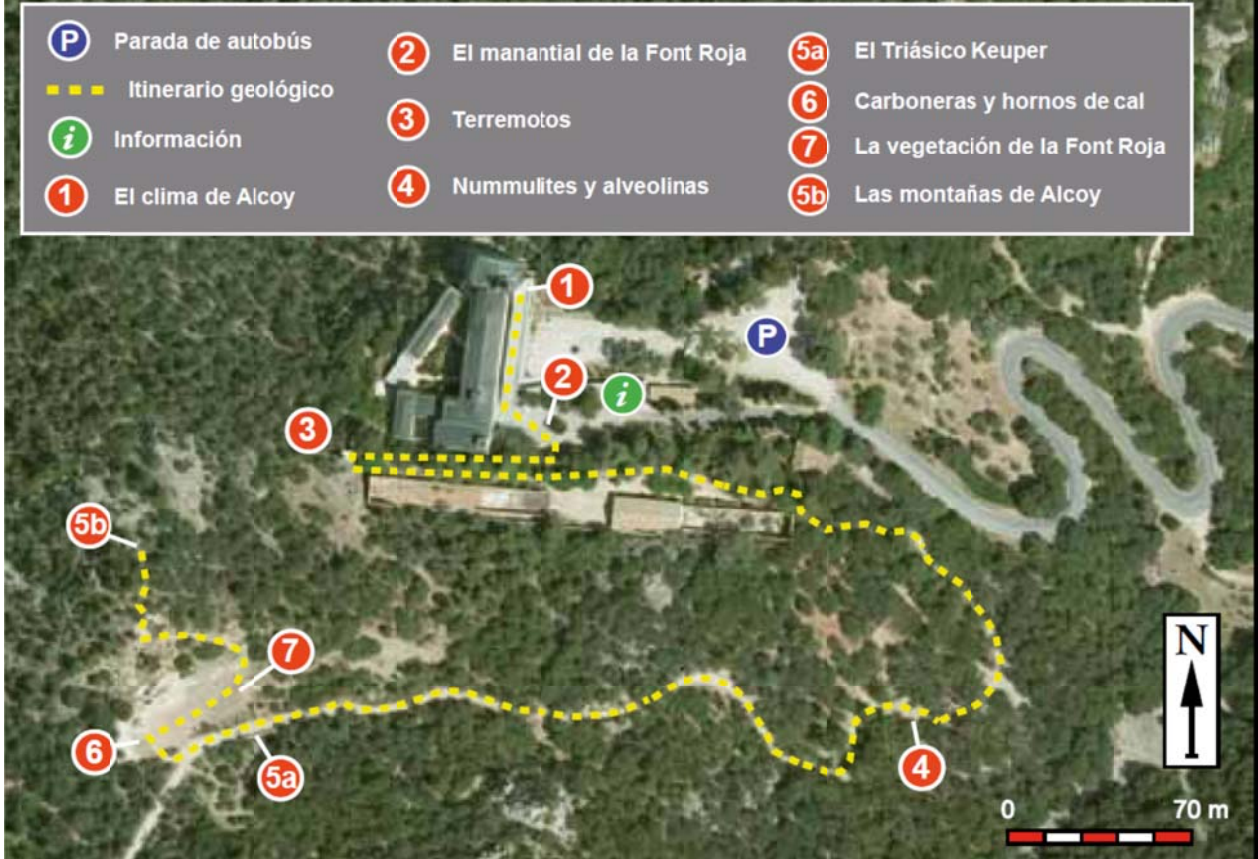 P Parada de autobús
Itinerario geológico
i Información
1 El clima de Alcoy
2 El manantial de la Font Roja
3 Terremotos
4 Nummulites y alveolinas
5a El Triásico Keuper
6 Carboneras y hornos de cal
7 La vegetación de la Font Roja
5b Las montañas de Alcoy
1
P
2
i
3
5b
7
6
5a
4
N
0 70 m